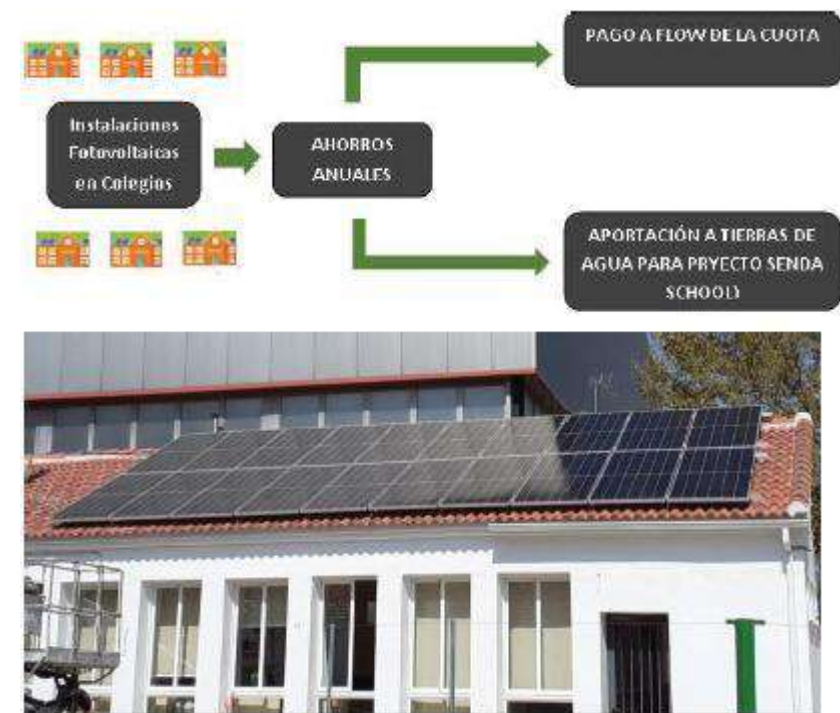 Instalaciones
Fotovoltaicas
en Colegios
AHORROS
ANUALES
PAGO A FLOW DE LA CUOTA
APORTACIÓN A TIERRAS DE
AGUA PARA PRYECTO SENDA
SCHOOL)